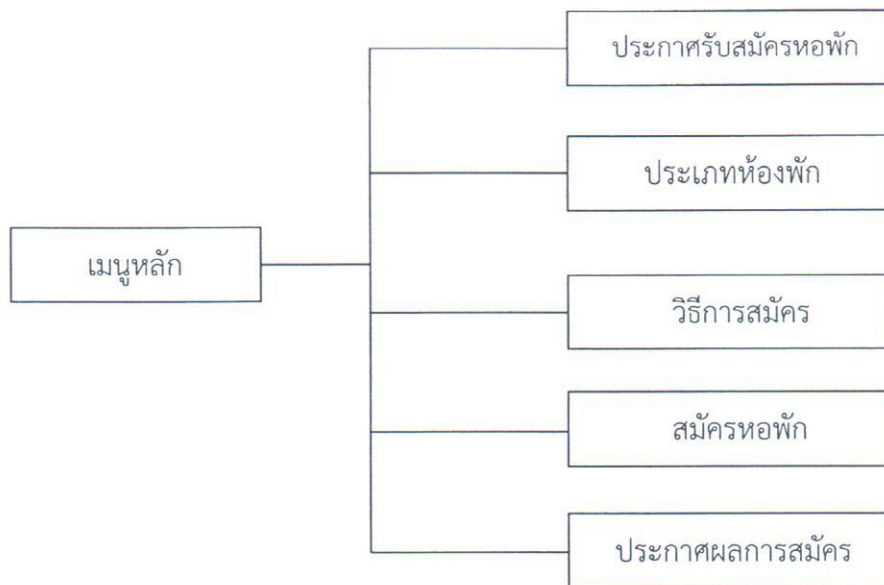 ประกาศรับสมัครหอพัก
ประเภทห้องพัก
เมนูหลัก
วิธีการสมัคร
สมัครหอพัก
ประกาศผลการสมัคร